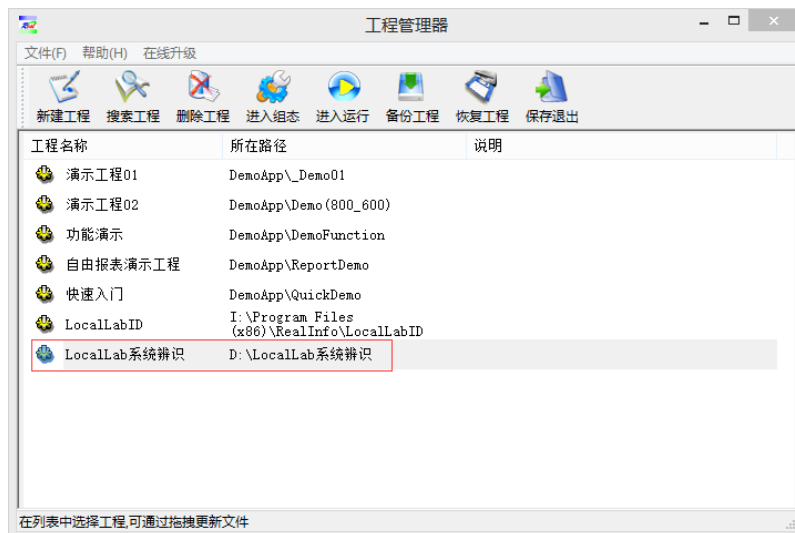 工程管理器
文件(F) 帮助(H) 在线升级
新建工程 搜索工程 删除工程 进入组态 进入运行 备份工程 恢复工程 保存退出
工程名称 所在路径 说明
演示工程01 DemoApp\_Demo01
演示工程02 DemoApp\Demo(800_600)
功能演示 DemoApp\DemoFunction
自由报表演示工程 DemoApp\ReportDemo
快速入门 DemoApp\QuickDemo
LocalLabID I:\Program Files
(x86)\RealInfo\LocalLabID
LocalLab系统辨识 D:\LocalLab系统辨识
在列表中选择工程,可通过拖拽更新文件